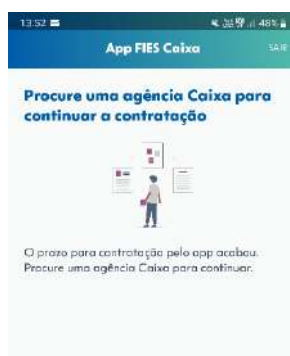 13:52 48%
App FIES Caixa SAIR
Procure uma agência Caixa para
continuar a contratação
O prazo para contratação pelo app acabou.
Procure uma agência Caixa para continuar.